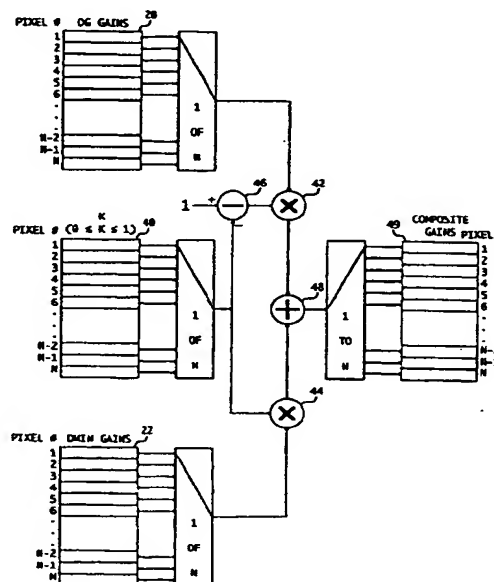 PIXEL # OG GAINS 28
1
2
3
4
5
6
.
.
.
N-2
N-1
N
1
OF
N
1 + 46 42
K
PIXEL # (0 ≤ K ≤ 1) 40
1
2
3
4
5
6
.
.
.
N-2
N-1
N
1
OF
N
48
1
TO
N
COMPOSITE
49 GAINS PIXEL
1
2
3
4
5
6
.
.
.
N-
N-
N
44
PIXEL # DMIN GAINS 22
1
2
3
4
5
6
.
.
.
N-2
N-1
N
1
OF
N